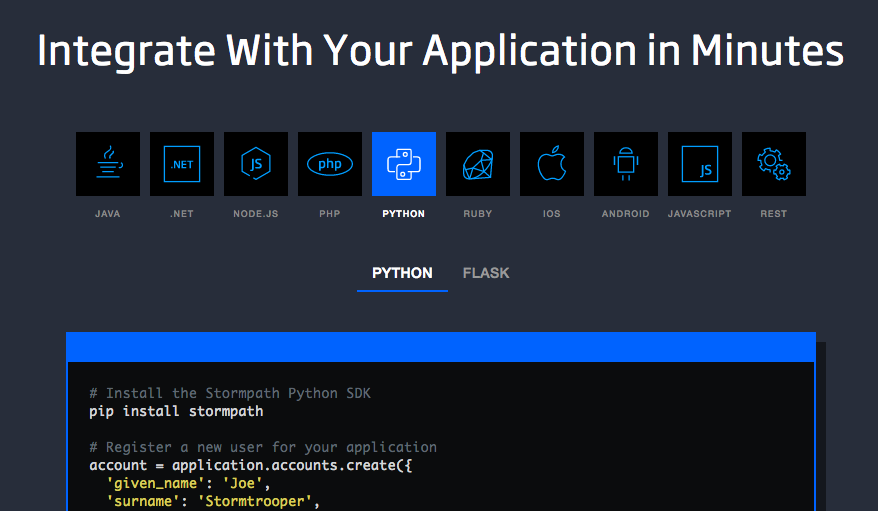 Integrate With Your Application in Minutes
.NET
JS
php
JS
JAVA
.NET
NODE.JS
PHP
PYTHON
RUBY
IOS
ANDROID
JAVASCRIPT
REST
PYTHON
FLASK
# Install the Stormpath Python SDK
pip install stormpath
# Register a new user for your application
account = application.accounts.create({
'given_name': 'Joe',
'surname': 'Stormtrooper',